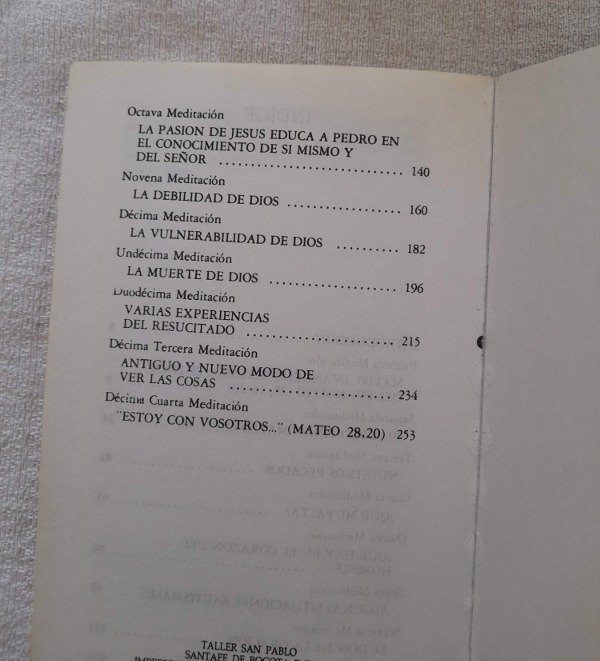 Octava Meditación
LA PASION DE JESUS EDUCA A PEDRO EN
EL CONOCIMIENTO DE SI MISMO Y
DEL SEÑOR ............................ 140
Novena Meditación
LA DEBILIDAD DE DIOS .................. 160
Décima Meditación
LA VULNERABILIDAD DE DIOS .......... 182
Undécima Meditación
LA MUERTE DE DIOS ..................... 196
Duodécima Meditación
VARIAS EXPERIENCIAS
DEL RESUCITADO ....................... 215
Décima Tercera Meditación
ANTIGUO Y NUEVO MODO DE
VER LAS COSAS .......................... 234
Décima Cuarta Meditación
"ESTOY CON VOSOTROS..." (MATEO 28,20) 253
TALLER SAN PABLO
SANTAFE DE BOGOTA